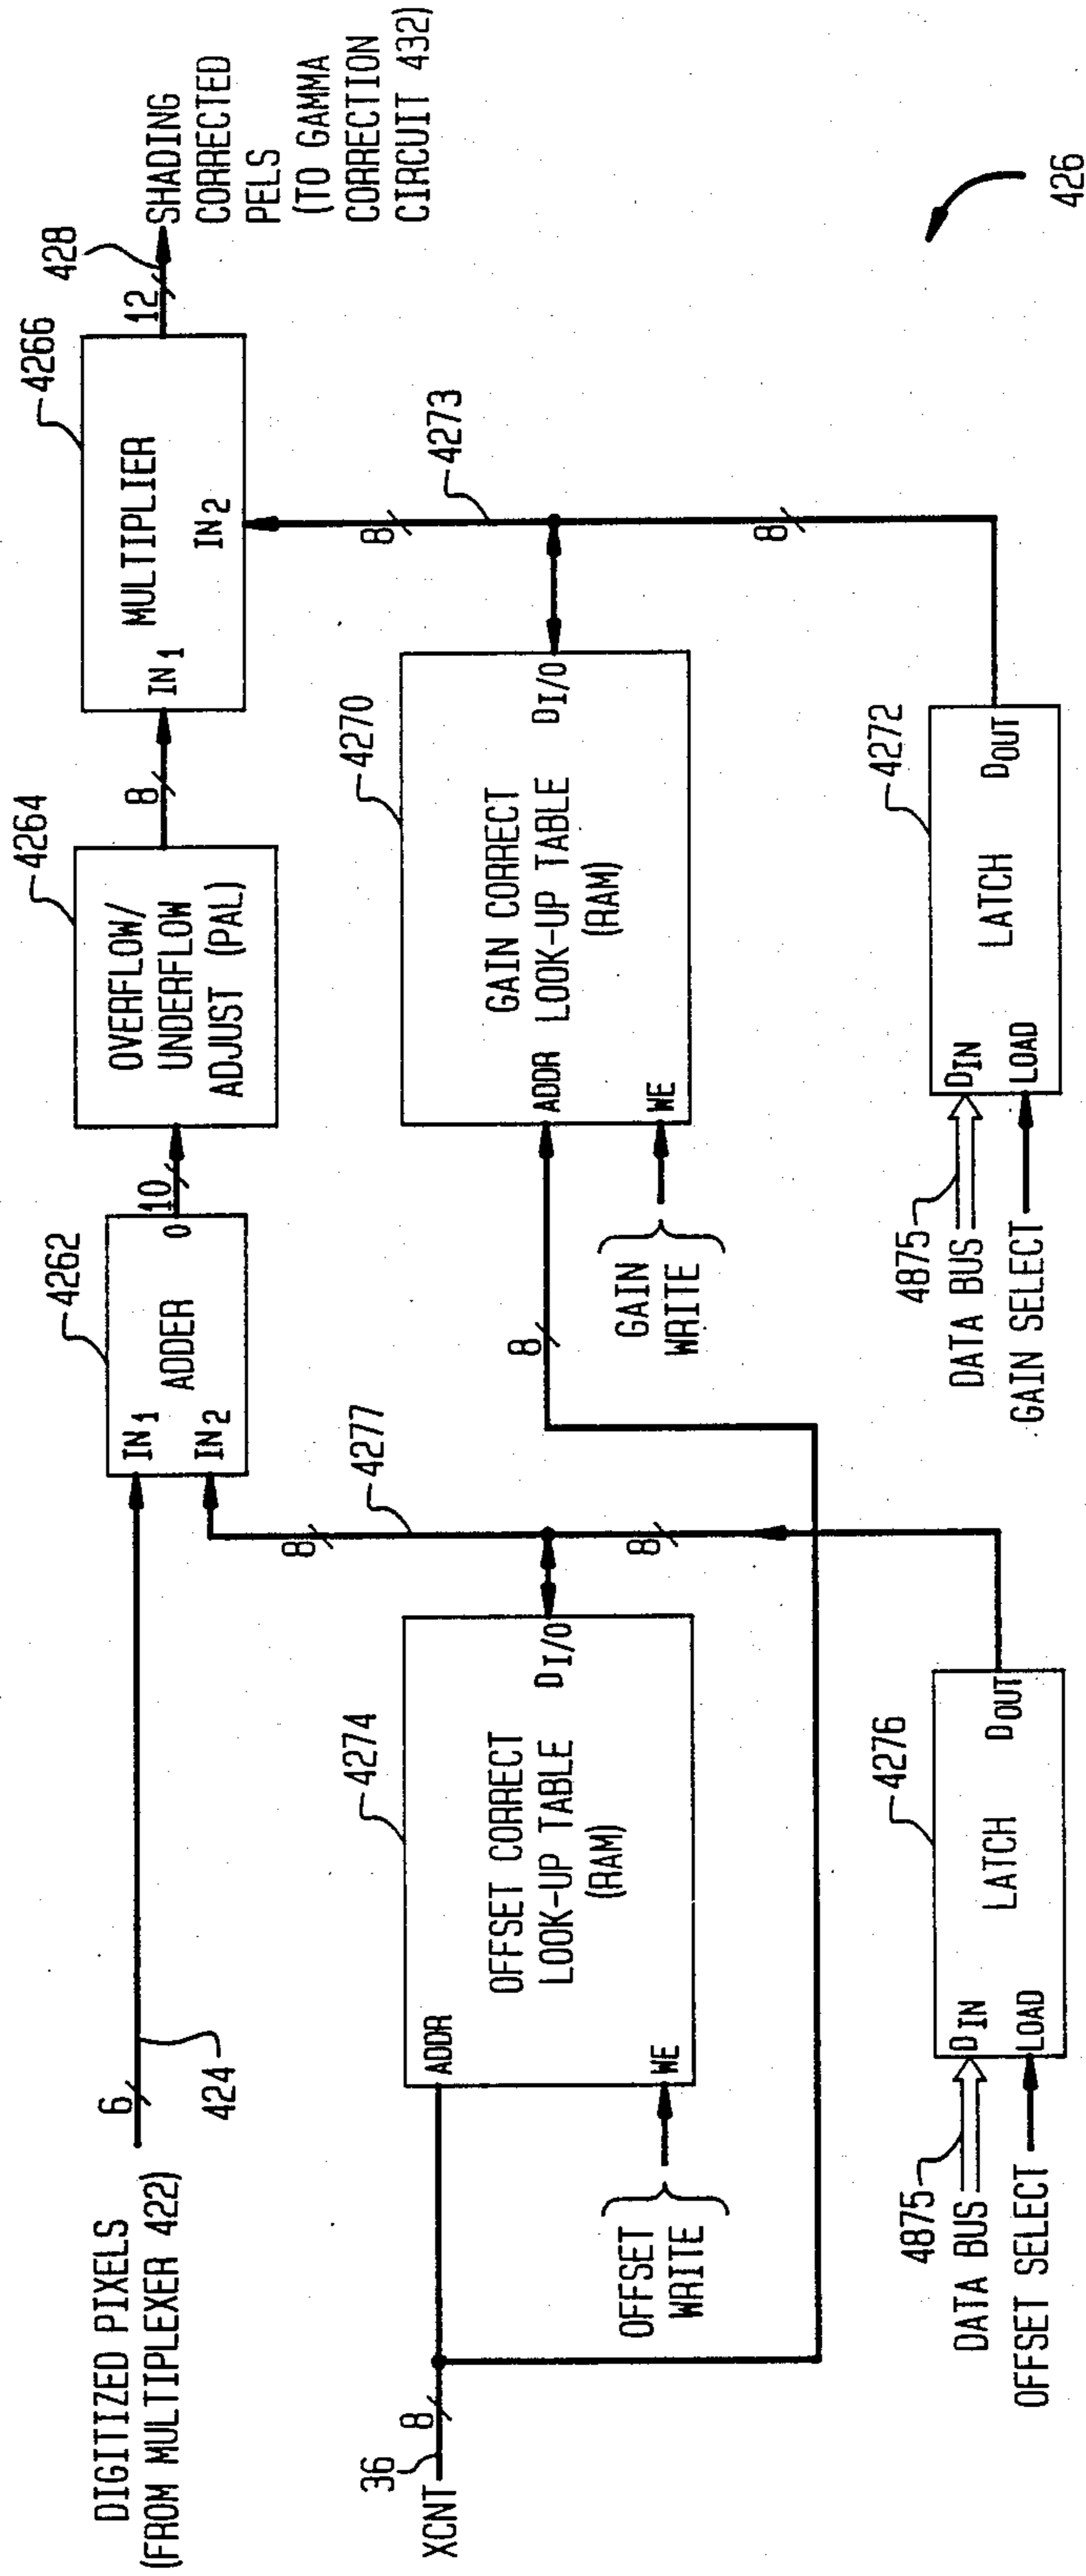 DIGITIZED PIXELS
(FROM MULTIPLEXER 422)
6
424
4262
IN1
IN2
ADDER
O
10
4264
OVERFLOW/
UNDERFLOW
ADJUST (PAL)
8
4266
MULTIPLIER
IN1
IN2
12
428
SHADING
CORRECTED
PELS
(TO GAMMA
CORRECTION
CIRCUIT 432)
36
XCNT
8
4274
ADDR
OFFSET CORRECT
LOOK-UP TABLE
(RAM)
DI/O
WE
OFFSET
WRITE
8
4277
8
8
4270
ADDR
GAIN CORRECT
LOOK-UP TABLE
(RAM)
DI/O
WE
GAIN
WRITE
8
4273
8
4875
DATA BUS
OFFSET SELECT
4276
DIN
LOAD
LATCH
DOUT
4875
DATA BUS
GAIN SELECT
4272
DIN
LOAD
LATCH
DOUT
426